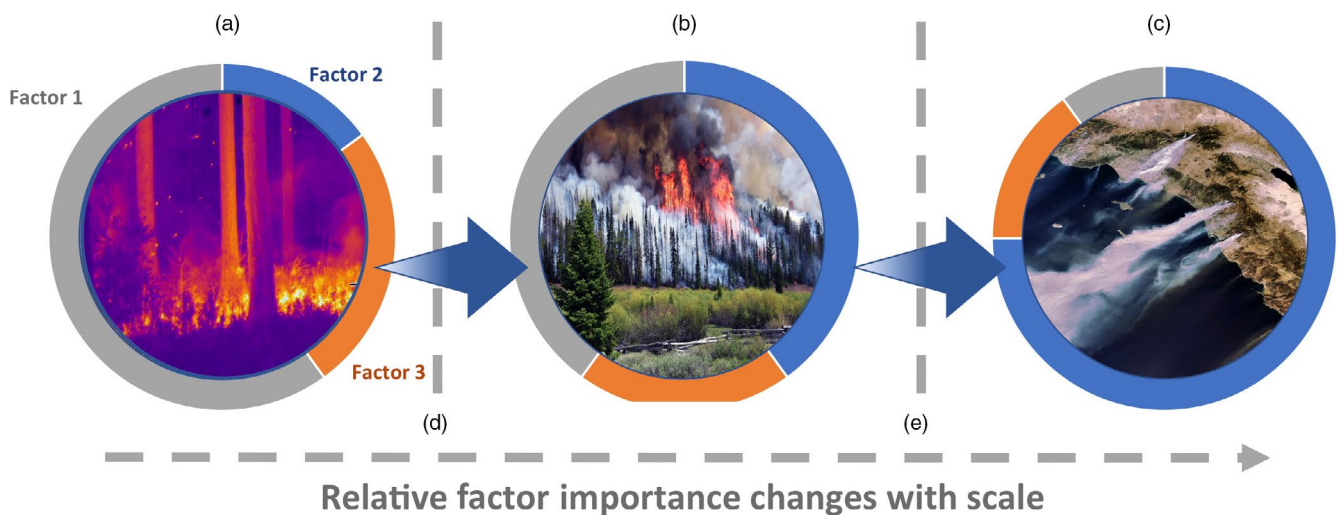 (a)
(b)
(c)
Factor 1
Factor 2
Factor 3
(d)
(e)
Relative factor importance changes with scale